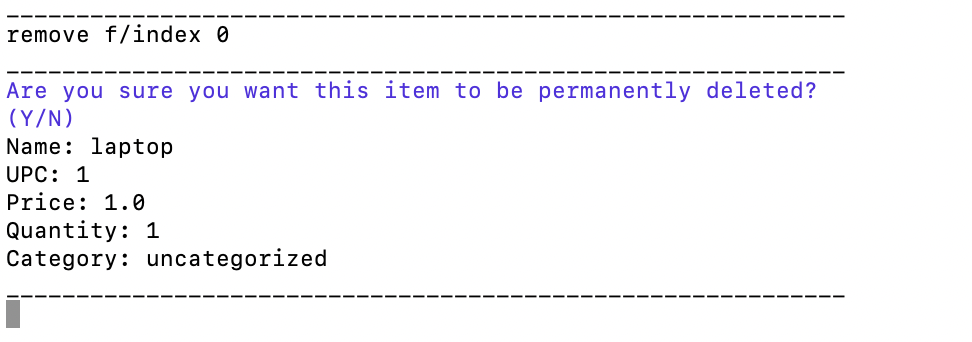 ____________________________________________________________
remove f/index 0
____________________________________________________________
Are you sure you want this item to be permanently deleted?
(Y/N)
Name: laptop
UPC: 1
Price: 1.0
Quantity: 1
Category: uncategorized
____________________________________________________________